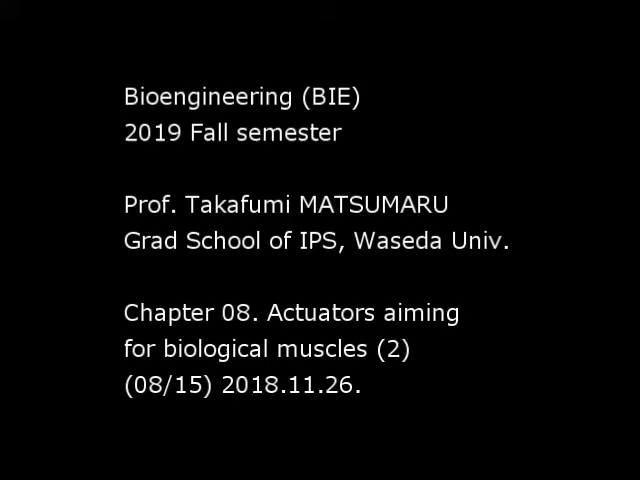 Bioengineering (BIE)
2019 Fall semester
Prof. Takafumi MATSUMARU
Grad School of IPS, Waseda Univ.
Chapter 08. Actuators aiming
for biological muscles (2)
(08/15) 2018.11.26.